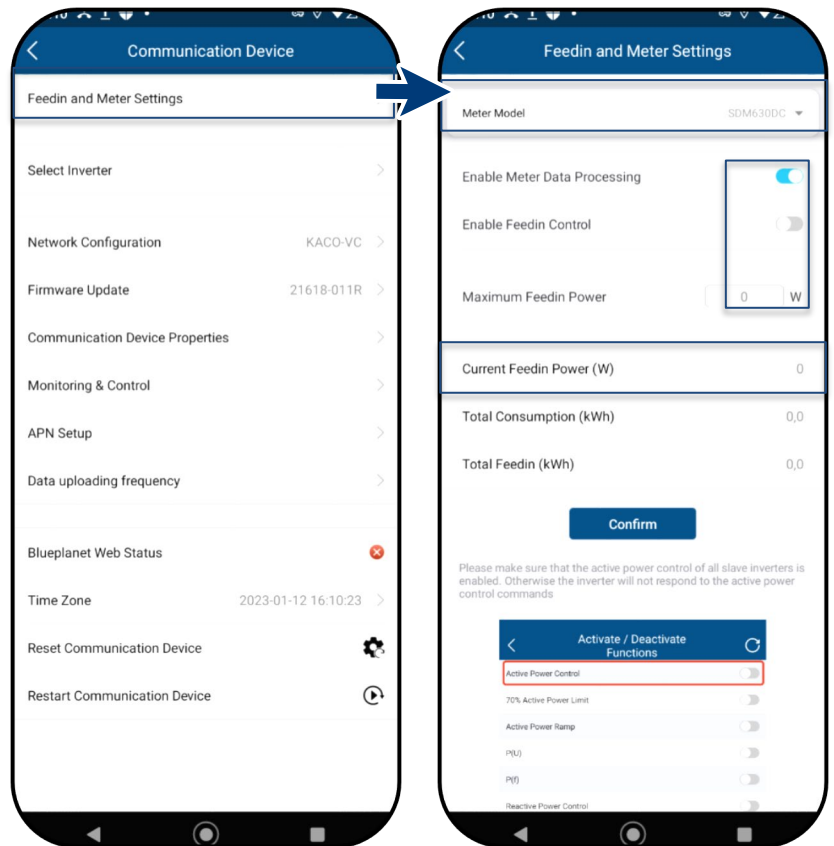 Communication Device
Feedin and Meter Settings
Select Inverter
Network Configuration KACO-VC
Firmware Update 21618-011R
Communication Device Properties
Monitoring & Control
APN Setup
Data uploading frequency
Blueplanet Web Status
Time Zone 2023-01-12 16:10:23
Reset Communication Device
Restart Communication Device
Feedin and Meter Settings
Meter Model SDM630DC
Enable Meter Data Processing
Enable Feedin Control
Maximum Feedin Power 0 W
Current Feedin Power (W) 0
Total Consumption (kWh) 0,0
Total Feedin (kWh) 0,0
Confirm
Please make sure that the active power control of all slave inverters is
enabled. Otherwise the inverter will not respond to the active power
control commands
Activate / Deactivate
Functions
Active Power Control
70% Active Power Limit
Active Power Ramp
P(U)
P(f)
Reactive Power Control